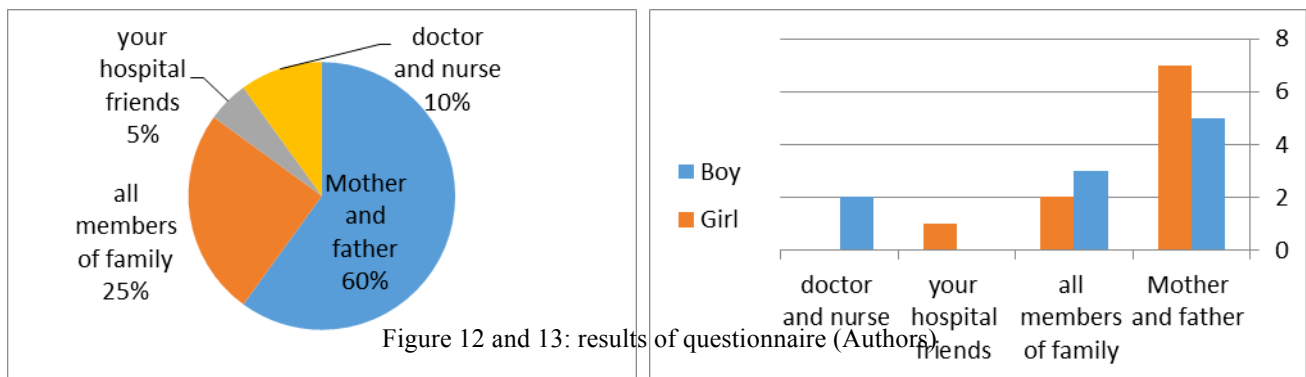 your
hospital
friends
5%
doctor
and nurse
10%
all
members
of family
25%
Mother
and
father
60%
8
6
4
2
0
Boy
Girl
doctor
and nurse
your
hospital
friends
all
members
of family
Mother
and father
Figure 12 and 13: results of questionnaire (Authors)